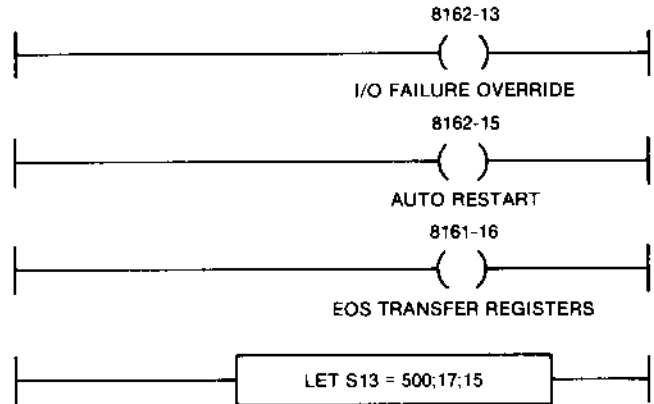 8162-13
I/O FAILURE OVERRIDE
8162-15
AUTO RESTART
8161-16
EOS TRANSFER REGISTERS
LET S13 = 500;17;15